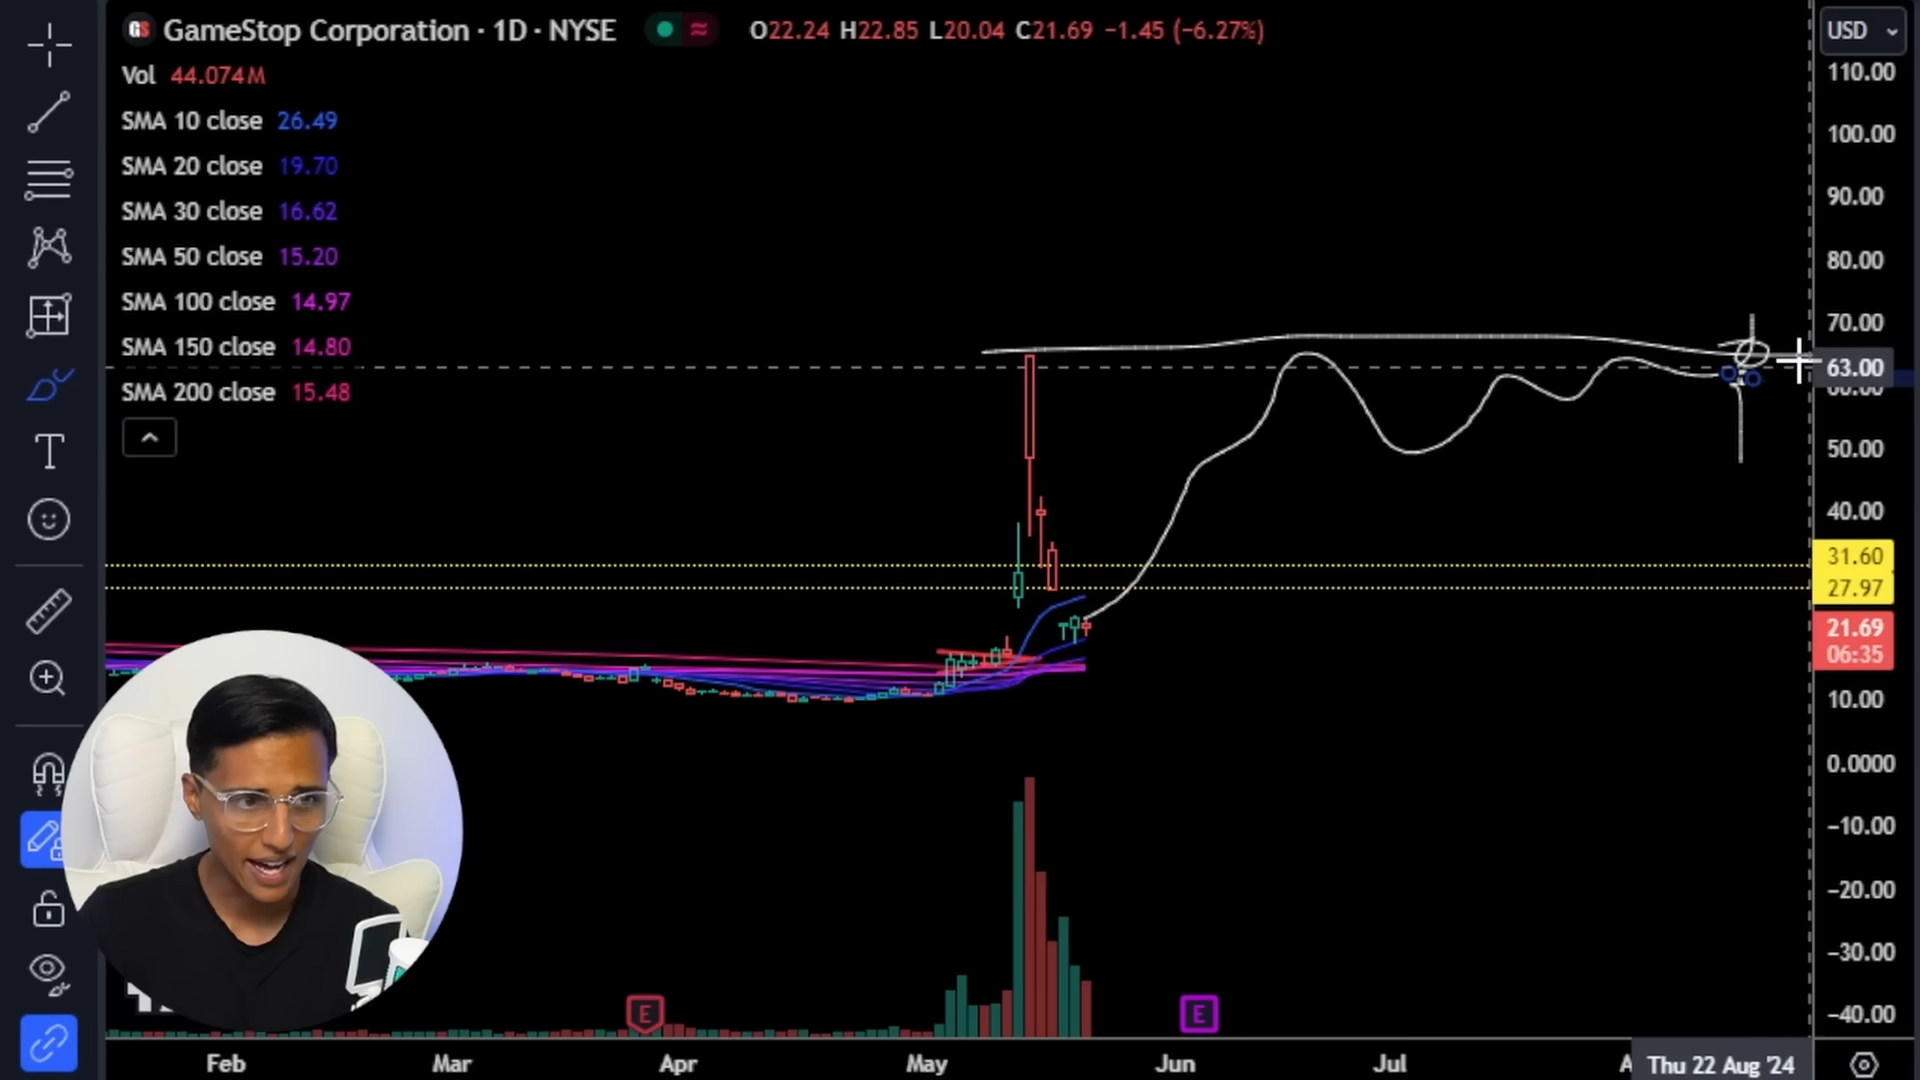 GameStop Corporation · 1D · NYSE
O22.24 H22.85 L20.04 C21.69 −1.45 (−6.27%)
USD
Vol 44.074M
SMA 10 close 26.49
SMA 20 close 19.70
SMA 30 close 16.62
SMA 50 close 15.20
SMA 100 close 14.97
SMA 150 close 14.80
SMA 200 close 15.48
110.00
100.00
90.00
80.00
70.00
63.00
60.00
50.00
40.00
31.60
27.97
21.69
06:35
10.00
0.0000
−10.00
−20.00
−30.00
−40.00
E
E
Feb
Mar
Apr
May
Jun
Jul
Thu 22 Aug '24